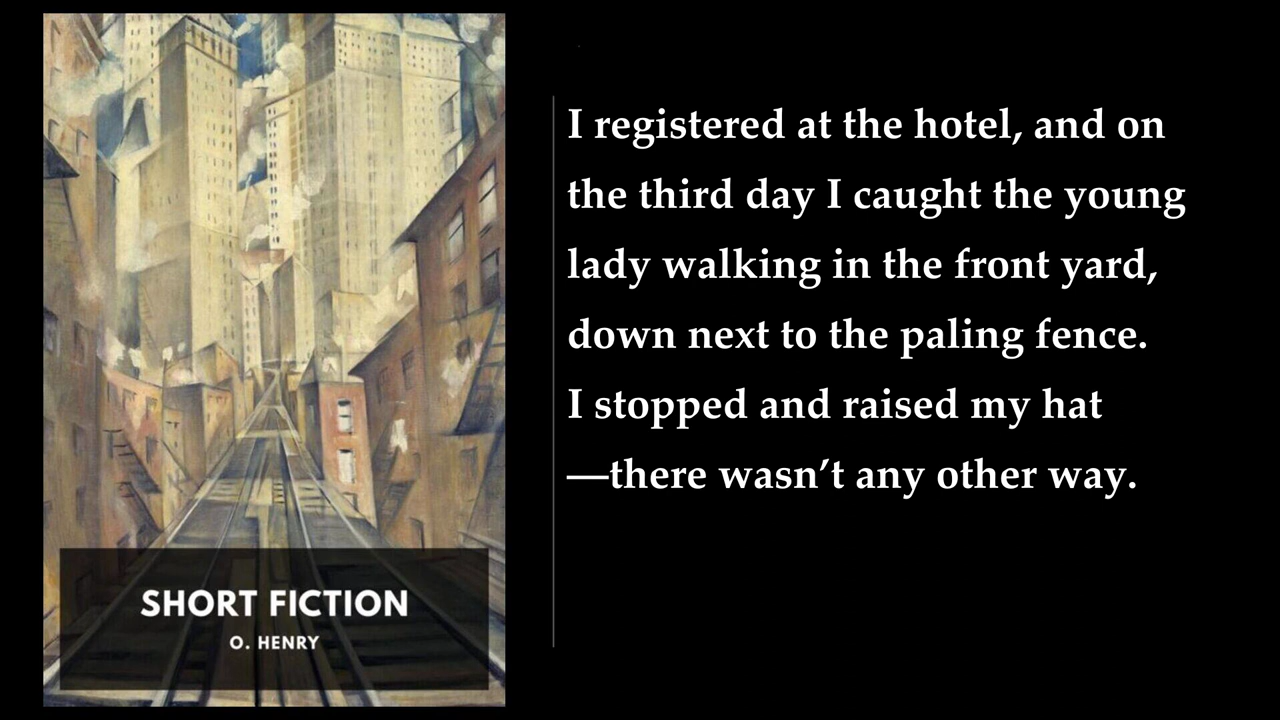 SHORT FICTION
O. HENRY
I registered at the hotel, and on
the third day I caught the young
lady walking in the front yard,
down next to the paling fence.
I stopped and raised my hat
—there wasn’t any other way.